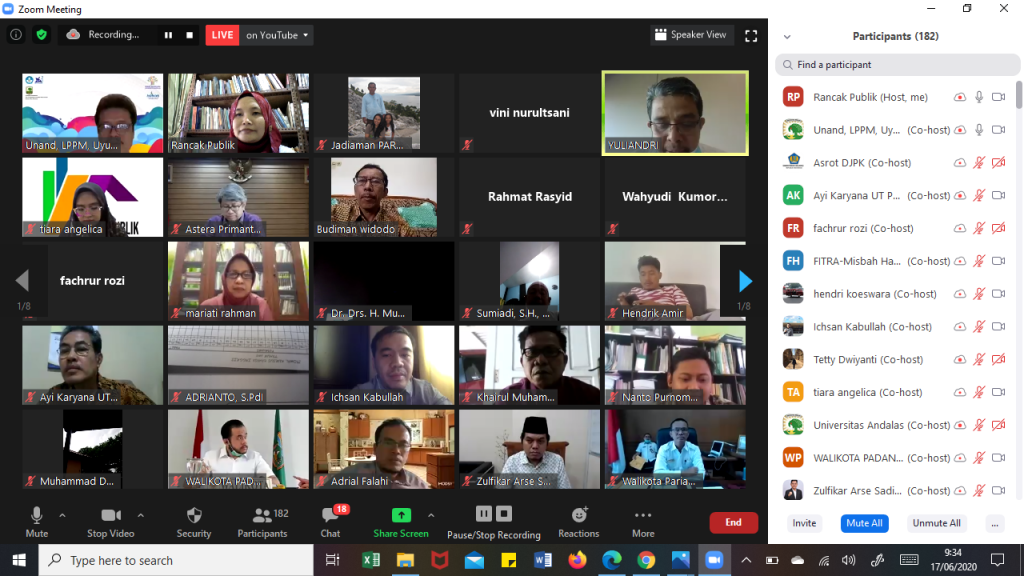 Zoom Meeting
Recording...
LIVE on YouTube
Speaker View
Unand, LPPM, Uyu...
Rancak Publik
Jadiaman PAR...
vini nurultsani
YULIANDRI
tiara angelica
Astera Primant...
Budiman widodo
Rahmat Rasyid
Wahyudi Kumor...
fachrur rozi
mariati rahman
Dr. Drs. H. Mu...
Sumiadi, S.H., ...
Hendrik Amir
1/8
1/8
Ayi Karyana UT...
ADRIANTO, S.PdI
Ichsan Kabullah
Khairul Muham...
Nanto Purnom...
Muhammad D...
WALIKOTA PAD...
Adrial Falahi
Zulfikar Arse S...
Walikota Paria...
Mute
Stop Video
Security
182
Participants
18
Chat
Share Screen
Pause/Stop Recording
Reactions
More
End
Participants (182)
Find a participant
RP Rancak Publik (Host, me)
Unand, LPPM, Uy... (Co-host)
Asrot DJPK (Co-host)
AK Ayi Karyana UT P... (Co-host)
FR fachrur rozi (Co-host)
FH FITRA-Misbah Ha... (Co-host)
hendri koeswara (Co-host)
Ichsan Kabullah (Co-host)
Tetty Dwiyanti (Co-host)
TA tiara angelica (Co-host)
Universitas Andalas (Co-host)
WP WALIKOTA PADAN... (Co-host)
Zulfikar Arse Sadi... (Co-host)
Invite
Mute All
Unmute All
...
Type here to search
9:34
17/06/2020